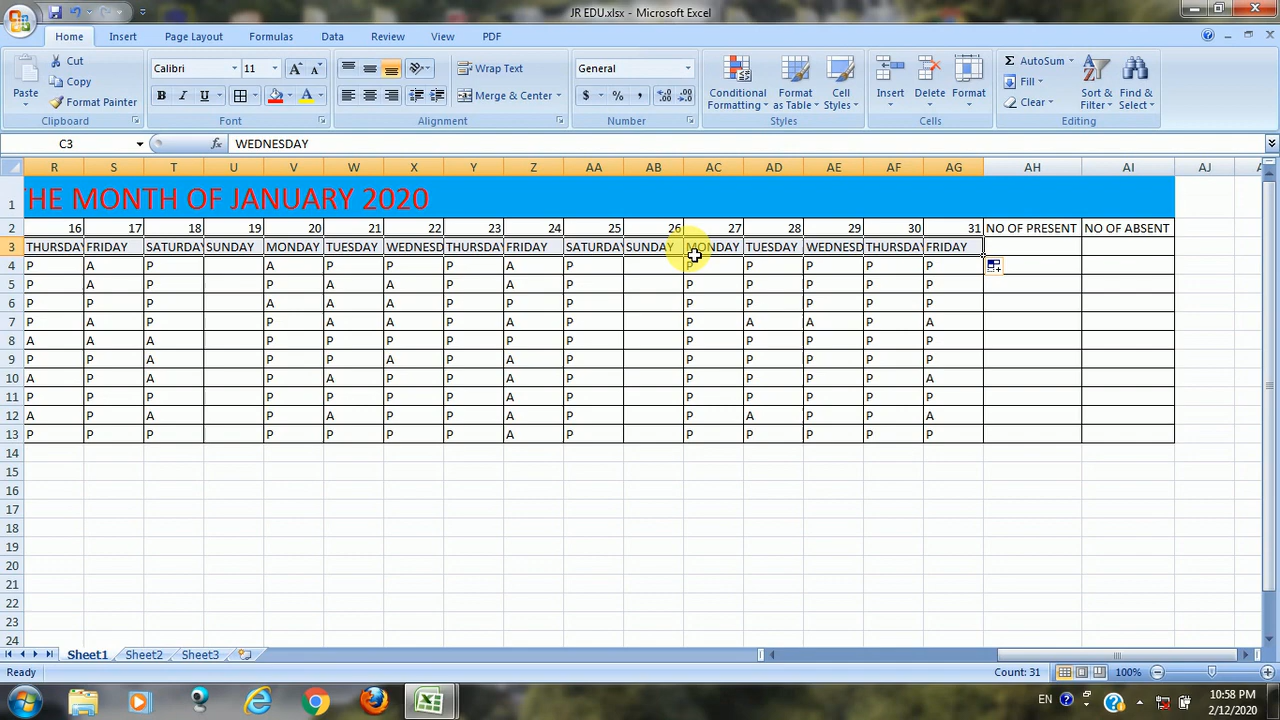 JR EDU.xlsx - Microsoft Excel
Home Insert Page Layout Formulas Data Review View PDF
Paste Cut Calibri 11 Wrap Text General Conditional Formatting Format as Table Cell Styles Insert Delete Format AutoSum Sort & Filter Find & Select
Copy Fill
Format Painter B I U A Merge & Center $ % , Clear
Clipboard Font Alignment Number Styles Cells Editing
C3 fx WEDNESDAY
R S T U V W X Y Z AA AB AC AD AE AF AG AH AI AJ
1 HE MONTH OF JANUARY 2020
2 16 17 18 19 20 21 22 23 24 25 26 27 28 29 30 31 NO OF PRESENT NO OF ABSENT
3 THURSDA FRIDAY SATURDA SUNDAY MONDAY TUESDAY WEDNESD THURSDA FRIDAY SATURDA SUNDAY MONDAY TUESDAY WEDNESD THURSDA FRIDAY
4 P A P A P P P A P P P P P P
5 P A P P A A P A P P P P P P
6 P P P A A A P P P P P P P P
7 P A P P A A P A P P A A P A
8 A A A P P P P P P P P P P P
9 P P A P P A P A P P P P P P
10 A P A P A P P A P P P P P A
11 P P P P P P P A P P P P P P
12 A P A P A P P A P P A P P A
13 P P P P P P P A P P P P P P
14
15
16
17
18
19
20
21
22
23
24
Sheet1 Sheet2 Sheet3
Ready Count: 31 100%
EN 10:58 PM
2/12/2020